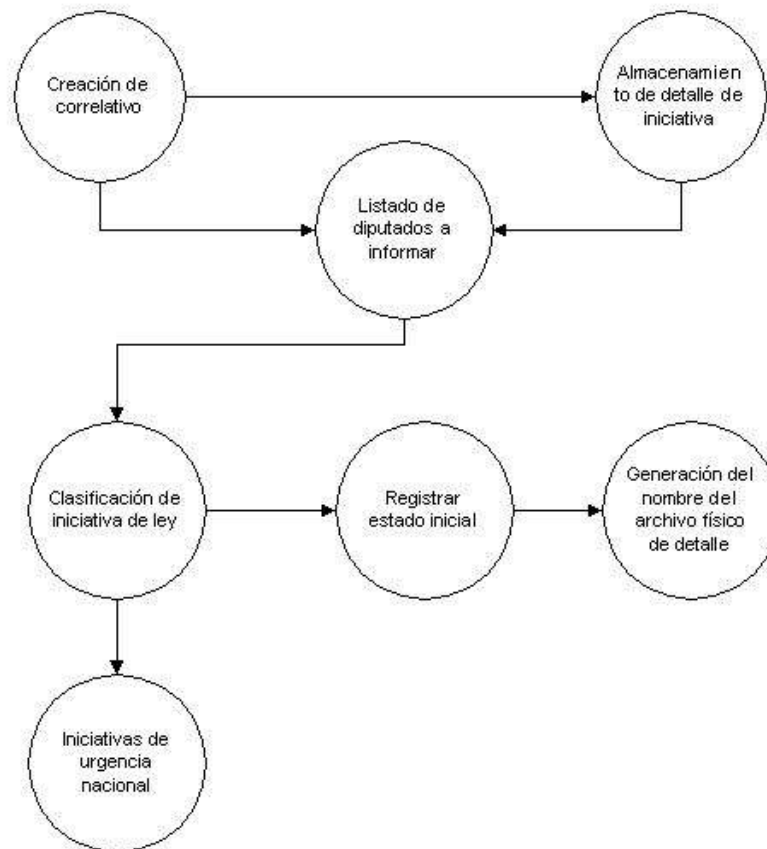 Creación de
correlativo
Almacenamien
to de detalle de
iniciativa
Listado de
diputados a
informar
Clasificación de
iniciativa de ley
Registrar
estado inicial
Generación del
nombre del
archivo físico
de detalle
Iniciativas de
urgencia
nacional